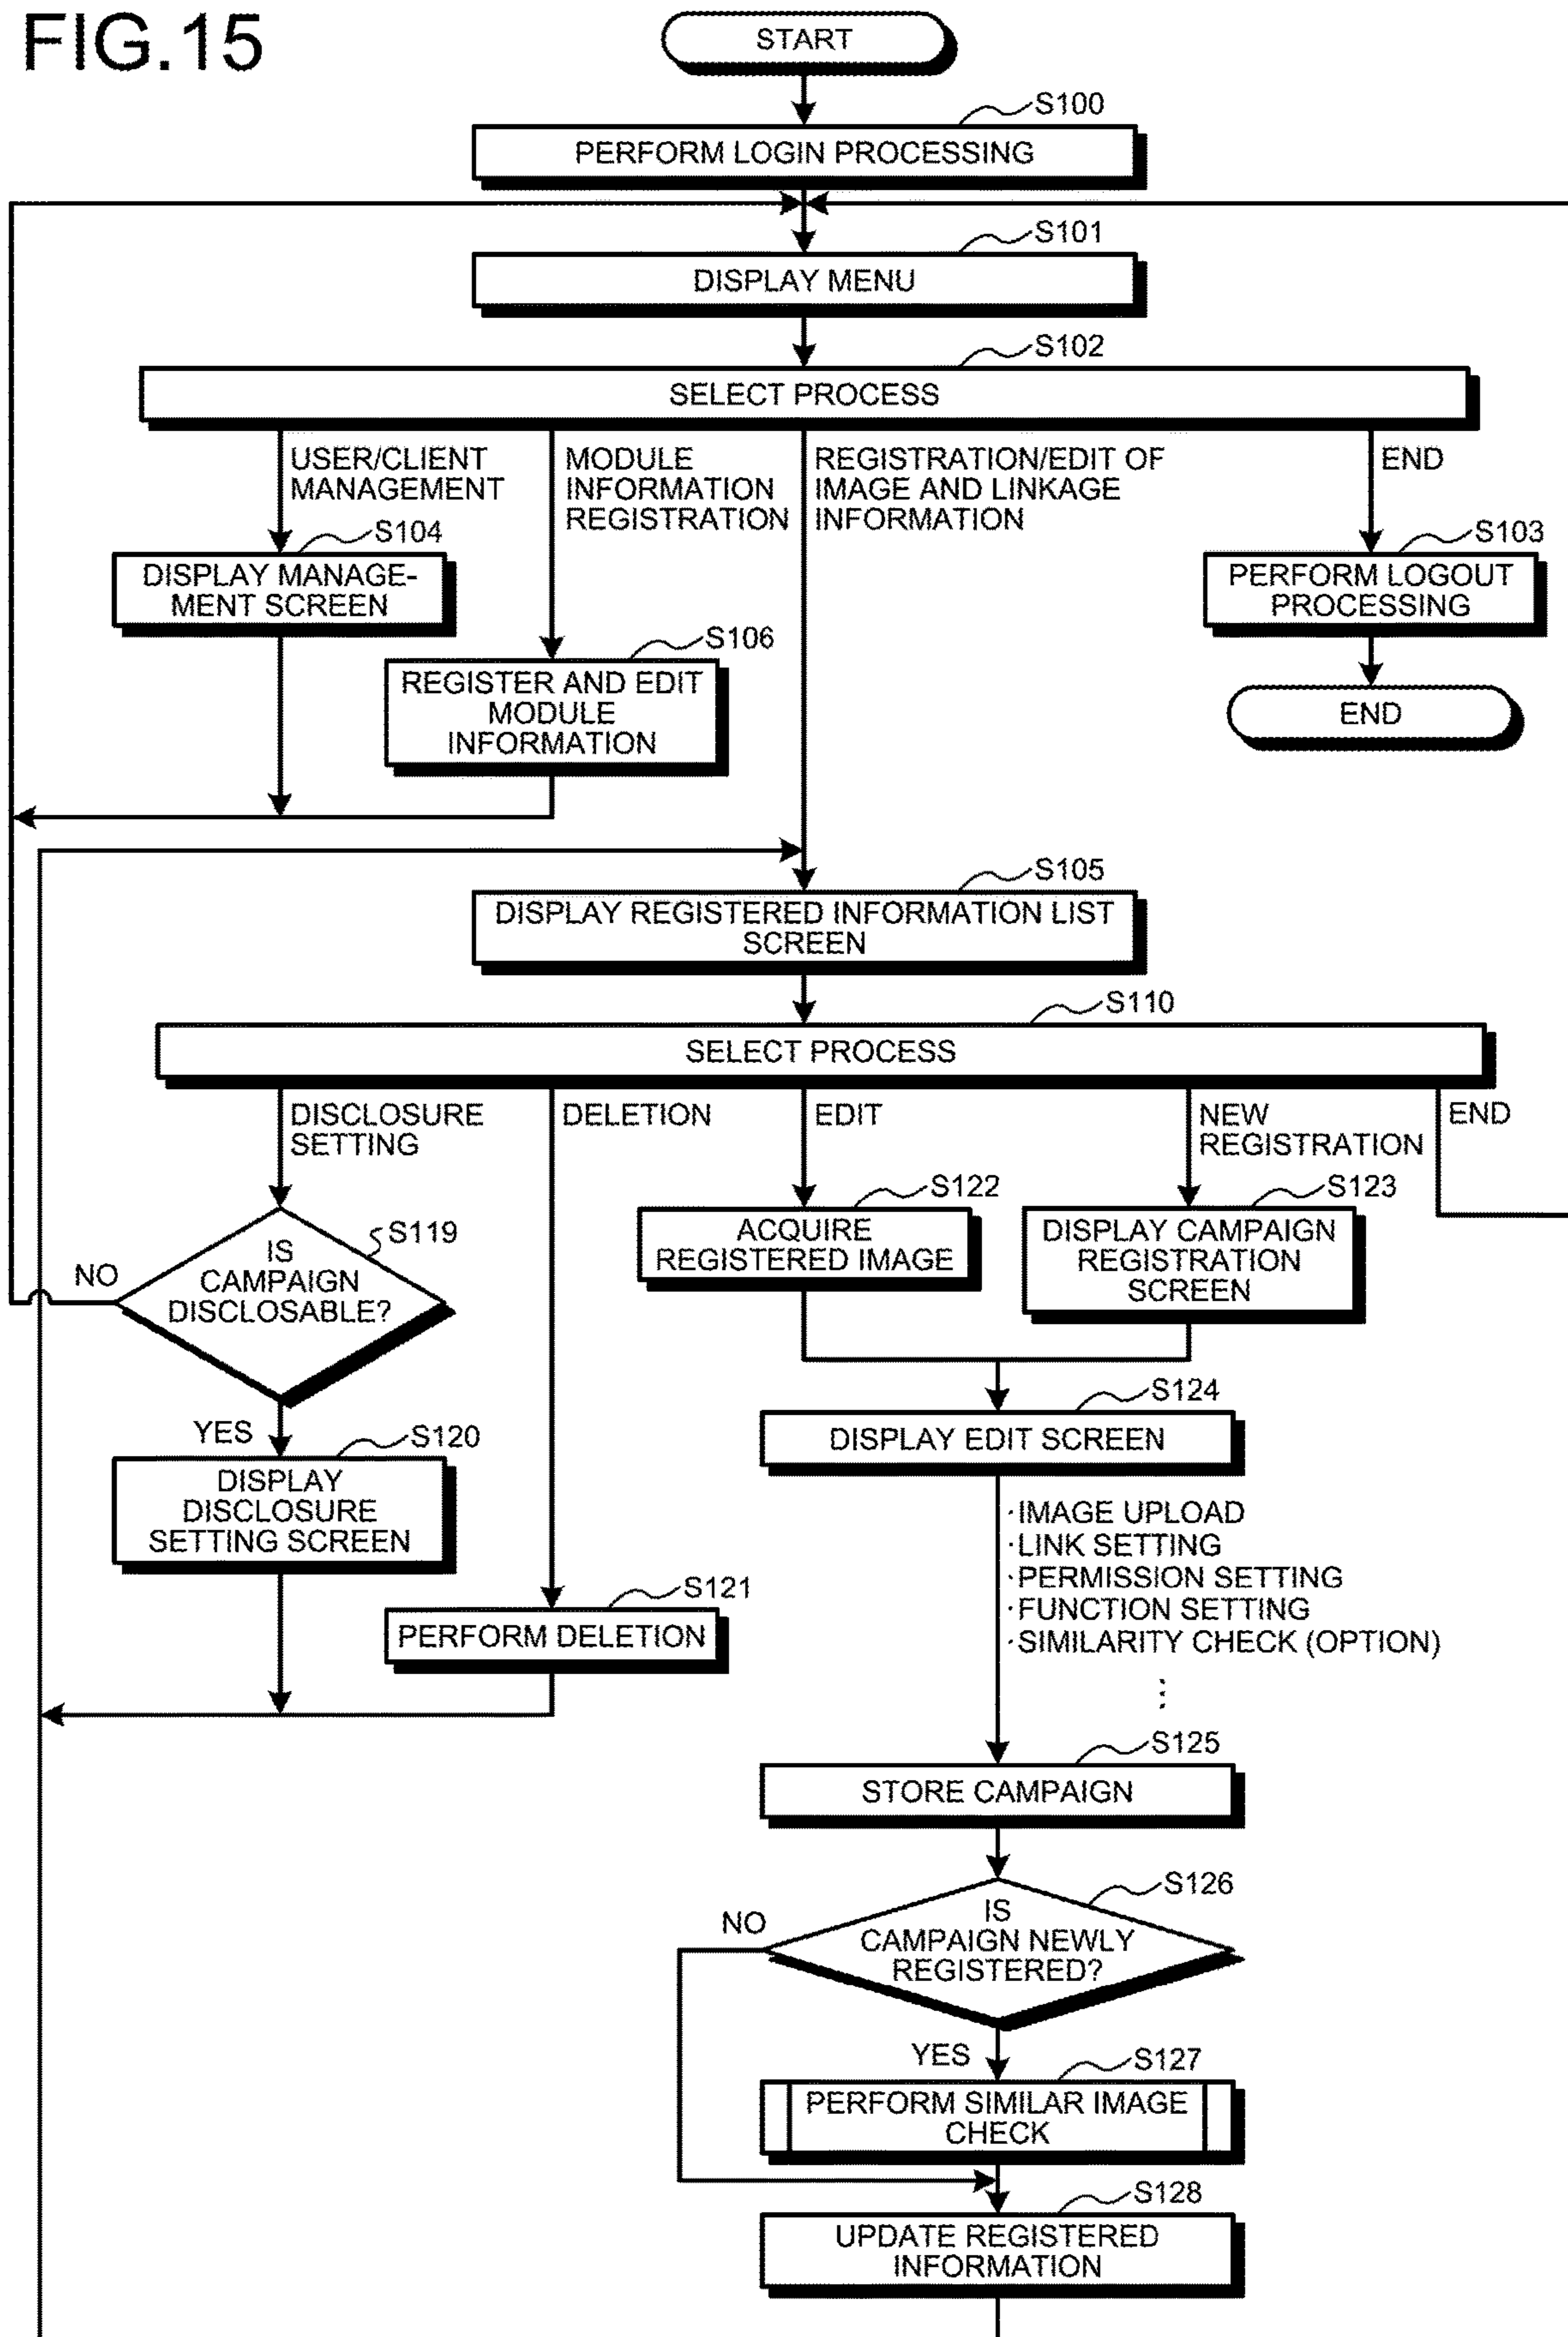 FIG.15
START
S100
PERFORM LOGIN PROCESSING
S101
DISPLAY MENU
S102
SELECT PROCESS
USER/CLIENT
MANAGEMENT
MODULE
INFORMATION
REGISTRATION
REGISTRATION/EDIT OF
IMAGE AND LINKAGE
INFORMATION
END
S104
DISPLAY MANAGE-
MENT SCREEN
S103
PERFORM LOGOUT
PROCESSING
S106
REGISTER AND EDIT
MODULE
INFORMATION
END
S105
DISPLAY REGISTERED INFORMATION LIST
SCREEN
S110
SELECT PROCESS
DISCLOSURE
SETTING
DELETION
EDIT
NEW
REGISTRATION
END
S119
IS
CAMPAIGN
DISCLOSABLE?
NO
S122
ACQUIRE
REGISTERED IMAGE
S123
DISPLAY CAMPAIGN
REGISTRATION
SCREEN
S124
DISPLAY EDIT SCREEN
YES
S120
DISPLAY
DISCLOSURE
SETTING SCREEN
·IMAGE UPLOAD
·LINK SETTING
·PERMISSION SETTING
·FUNCTION SETTING
·SIMILARITY CHECK (OPTION)
⋮
S121
PERFORM DELETION
S125
STORE CAMPAIGN
S126
IS
CAMPAIGN NEWLY
REGISTERED?
NO
YES
S127
PERFORM SIMILAR IMAGE
CHECK
S128
UPDATE REGISTERED
INFORMATION